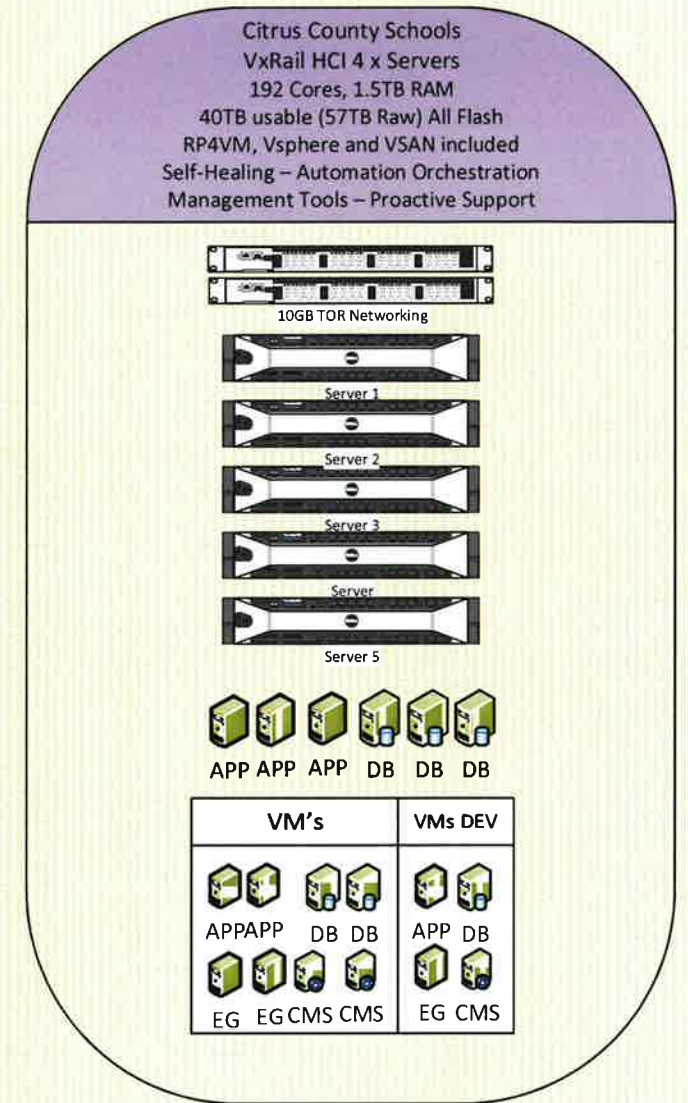 Citrus County Schools
VxRail HCI 4 x Servers
192 Cores, 1.5TB RAM
40TB usable (57TB Raw) All Flash
RP4VM, Vsphere and VSAN included
Self-Healing – Automation Orchestration
Management Tools – Proactive Support
10GB TOR Networking
Server 1
Server 2
Server 3
Server
Server 5
APP APP APP DB DB DB
VM's VMs DEV
APP APP DB DB APP DB
EG EG CMS CMS EG CMS